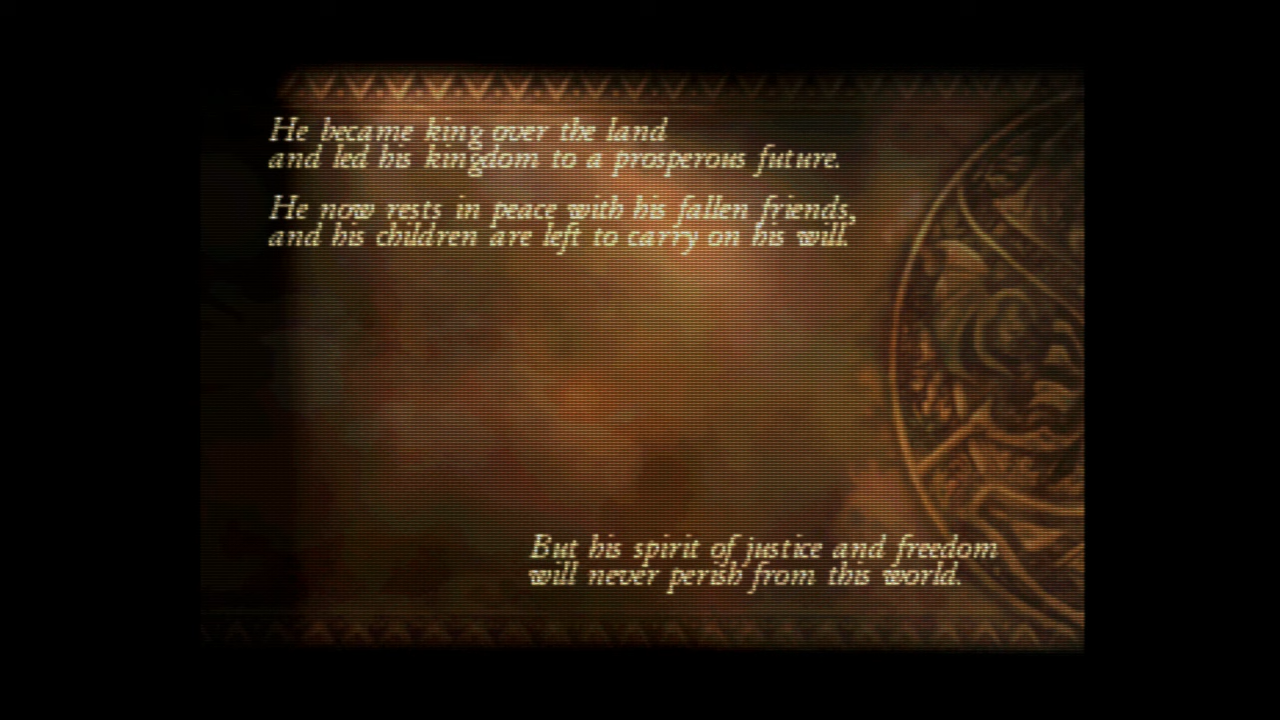 He became king over the land
and led his kingdom to a prosperous future.
He now rests in peace with his fallen friends,
and his children are left to carry on his will.
But his spirit of justice and freedom
will never perish from this world.